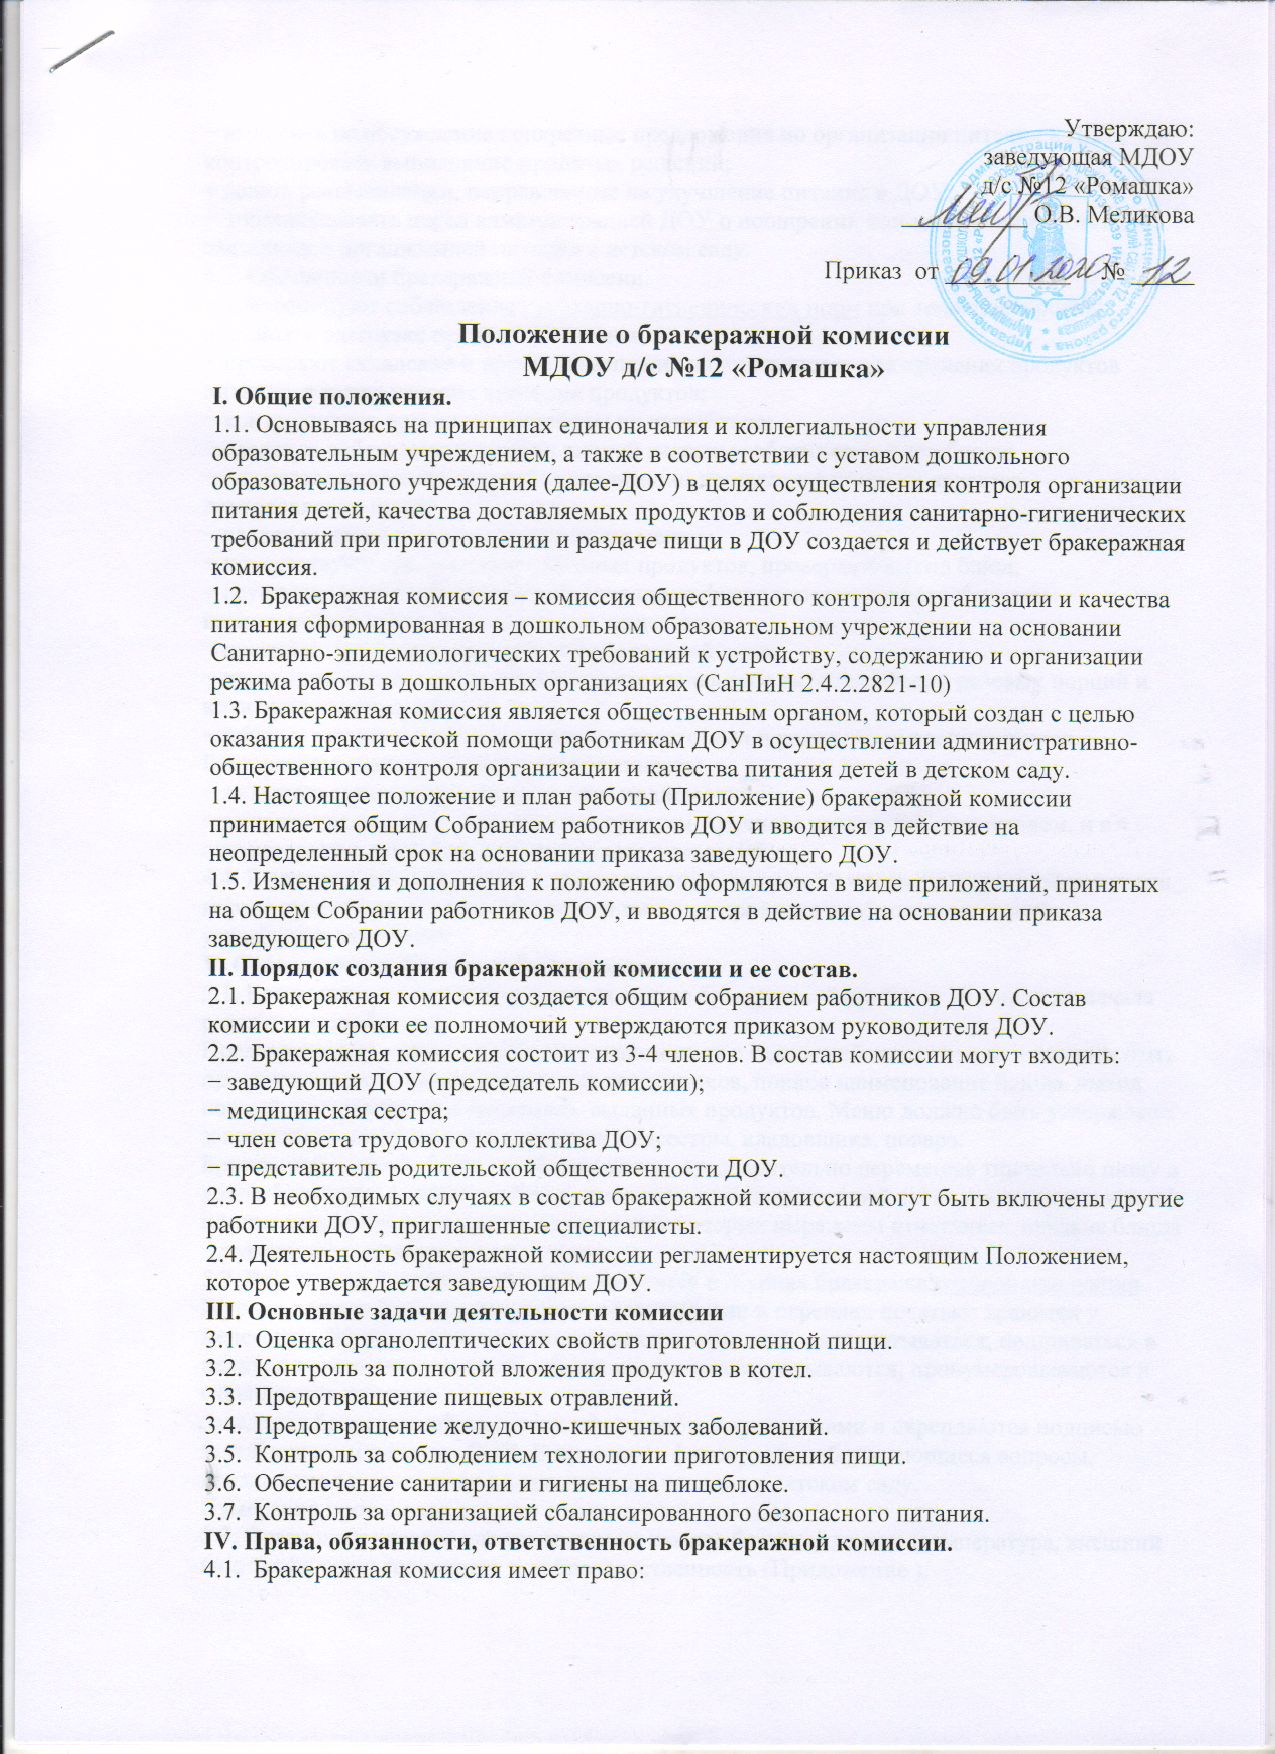 Утверждаю:
заведующая МДОУ
д/с №12 «Ромашка»
__________ О.В. Меликова
Приказ от 09.01.2020 № 12
Положение о бракеражной комиссии
МДОУ д/с №12 «Ромашка»
I. Общие положения.
1.1. Основываясь на принципах единоначалия и коллегиальности управления
образовательным учреждением, а также в соответствии с уставом дошкольного
образовательного учреждения (далее-ДОУ) в целях осуществления контроля организации
питания детей, качества доставляемых продуктов и соблюдения санитарно-гигиенических
требований при приготовлении и раздаче пищи в ДОУ создается и действует бракеражная
комиссия.
1.2. Бракеражная комиссия – комиссия общественного контроля организации и качества
питания сформированная в дошкольном образовательном учреждении на основании
Санитарно-эпидемиологических требований к устройству, содержанию и организации
режима работы в дошкольных организациях (СанПиН 2.4.2.2821-10)
1.3. Бракеражная комиссия является общественным органом, который создан с целью
оказания практической помощи работникам ДОУ в осуществлении административно-
общественного контроля организации и качества питания детей в детском саду.
1.4. Настоящее положение и план работы (Приложение) бракеражной комиссии
принимается общим Собранием работников ДОУ и вводится в действие на
неопределенный срок на основании приказа заведующего ДОУ.
1.5. Изменения и дополнения к положению оформляются в виде приложений, принятых
на общем Собрании работников ДОУ, и вводятся в действие на основании приказа
заведующего ДОУ.
II. Порядок создания бракеражной комиссии и ее состав.
2.1. Бракеражная комиссия создается общим собранием работников ДОУ. Состав
комиссии и сроки ее полномочий утверждаются приказом руководителя ДОУ.
2.2. Бракеражная комиссия состоит из 3-4 членов. В состав комиссии могут входить:
− заведующий ДОУ (председатель комиссии);
− медицинская сестра;
− член совета трудового коллектива ДОУ;
− представитель родительской общественности ДОУ.
2.3. В необходимых случаях в состав бракеражной комиссии могут быть включены другие
работники ДОУ, приглашенные специалисты.
2.4. Деятельность бракеражной комиссии регламентируется настоящим Положением,
которое утверждается заведующим ДОУ.
III. Основные задачи деятельности комиссии
3.1. Оценка органолептических свойств приготовленной пищи.
3.2. Контроль за полнотой вложения продуктов в котел.
3.3. Предотвращение пищевых отравлений.
3.4. Предотвращение желудочно-кишечных заболеваний.
3.5. Контроль за соблюдением технологии приготовления пищи.
3.6. Обеспечение санитарии и гигиены на пищеблоке.
3.7. Контроль за организацией сбалансированного безопасного питания.
IV. Права, обязанности, ответственность бракеражной комиссии.
4.1. Бракеражная комиссия имеет право: